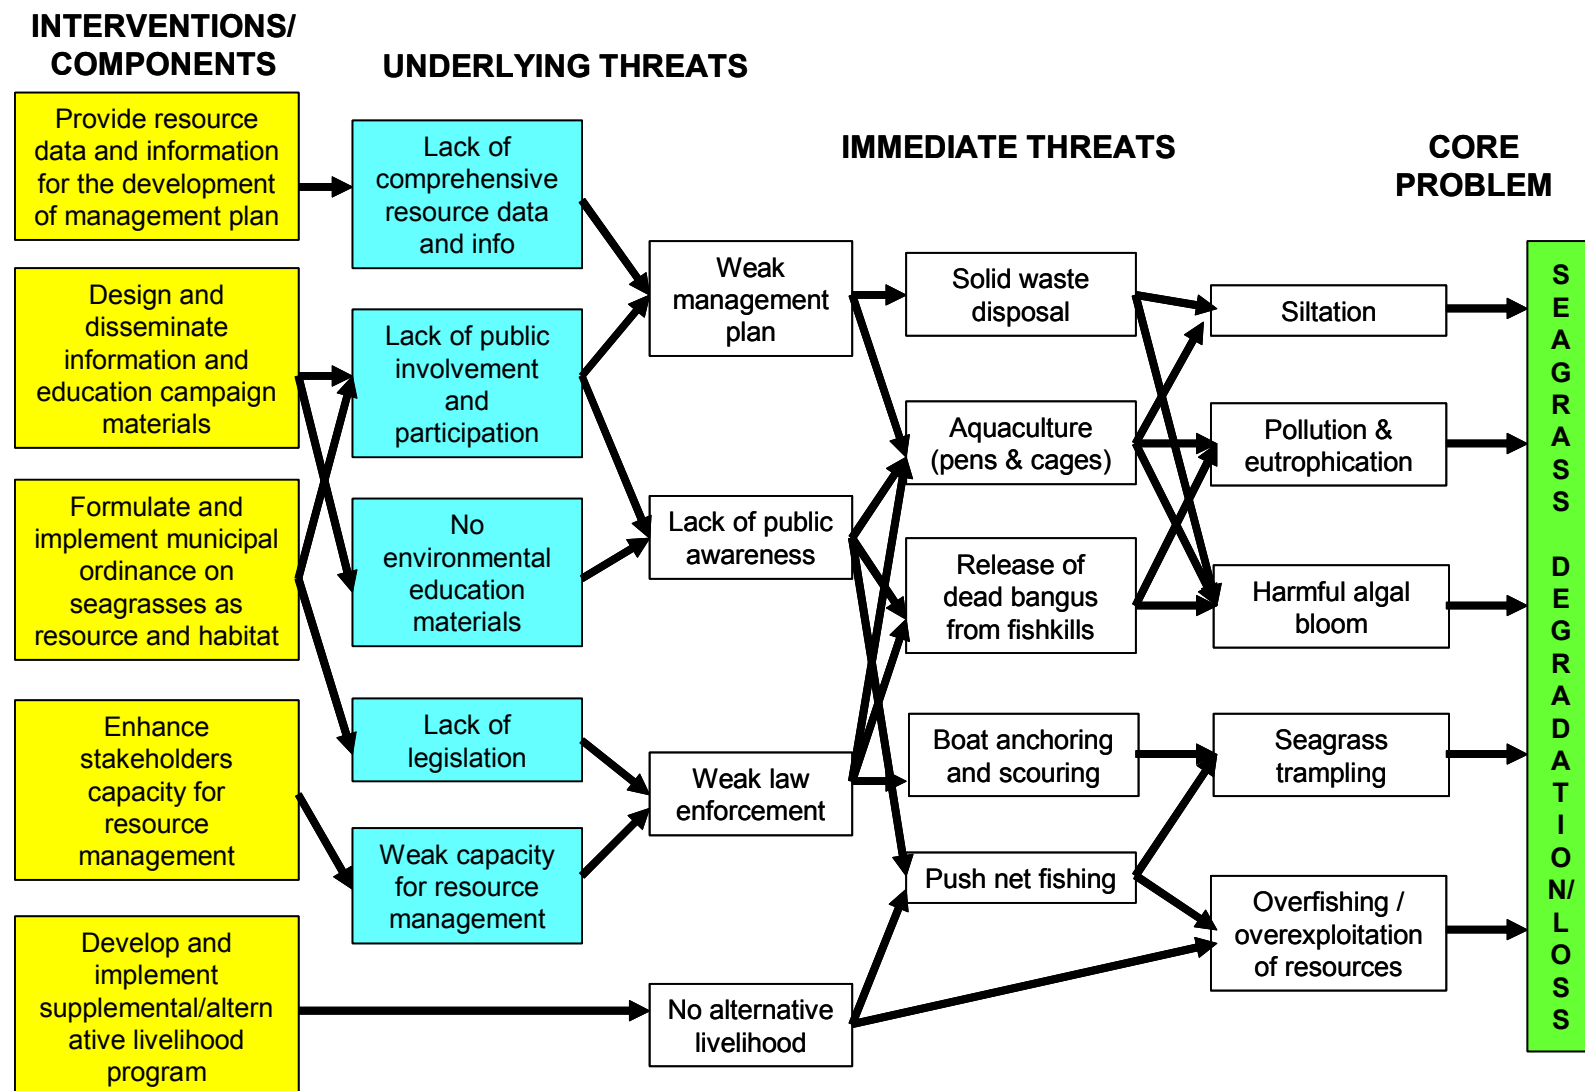 INTERVENTIONS/
COMPONENTS
UNDERLYING THREATS
IMMEDIATE THREATS
CORE
PROBLEM
Provide resource
data and information
for the development
of management plan
Design and
disseminate
information and
education campaign
materials
Formulate and
implement municipal
ordinance on
seagrasses as
resource and habitat
Enhance
stakeholders
capacity for
resource
management
Develop and
implement
supplemental/altern
ative livelihood
program
Lack of
comprehensive
resource data
and info
Lack of public
involvement
and
participation
No
environmental
education
materials
Lack of
legislation
Weak capacity
for resource
management
Weak
management
plan
Lack of public
awareness
Weak law
enforcement
No alternative
livelihood
Solid waste
disposal
Aquaculture
(pens & cages)
Release of
dead bangus
from fishkills
Boat anchoring
and scouring
Push net fishing
Siltation
Pollution &
eutrophication
Harmful algal
bloom
Seagrass
trampling
Overfishing /
overexploitation
of resources
SEAGRASS DEGRADATION/LOSS